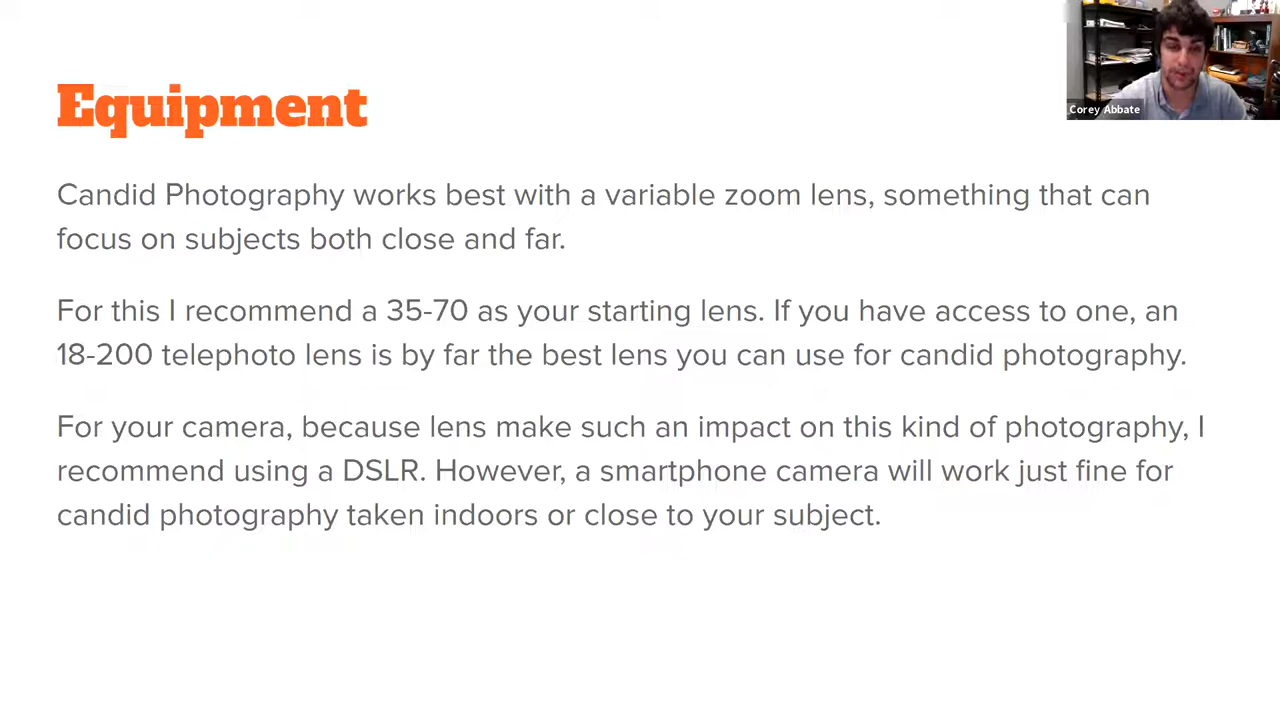 Equipment
Corey Abbate
Candid Photography works best with a variable zoom lens, something that can
focus on subjects both close and far.
For this I recommend a 35-70 as your starting lens. If you have access to one, an
18-200 telephoto lens is by far the best lens you can use for candid photography.
For your camera, because lens make such an impact on this kind of photography, I
recommend using a DSLR. However, a smartphone camera will work just fine for
candid photography taken indoors or close to your subject.